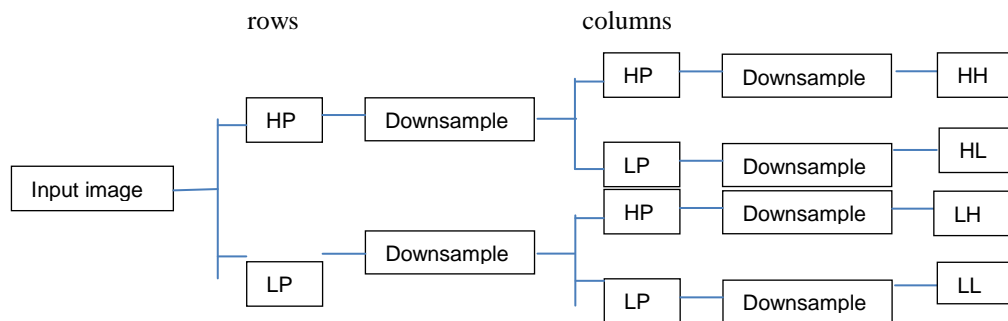 rows columns
HP Downsample HH
HP Downsample
LP Downsample HL
Input image
HP Downsample LH
LP Downsample
LP Downsample LL